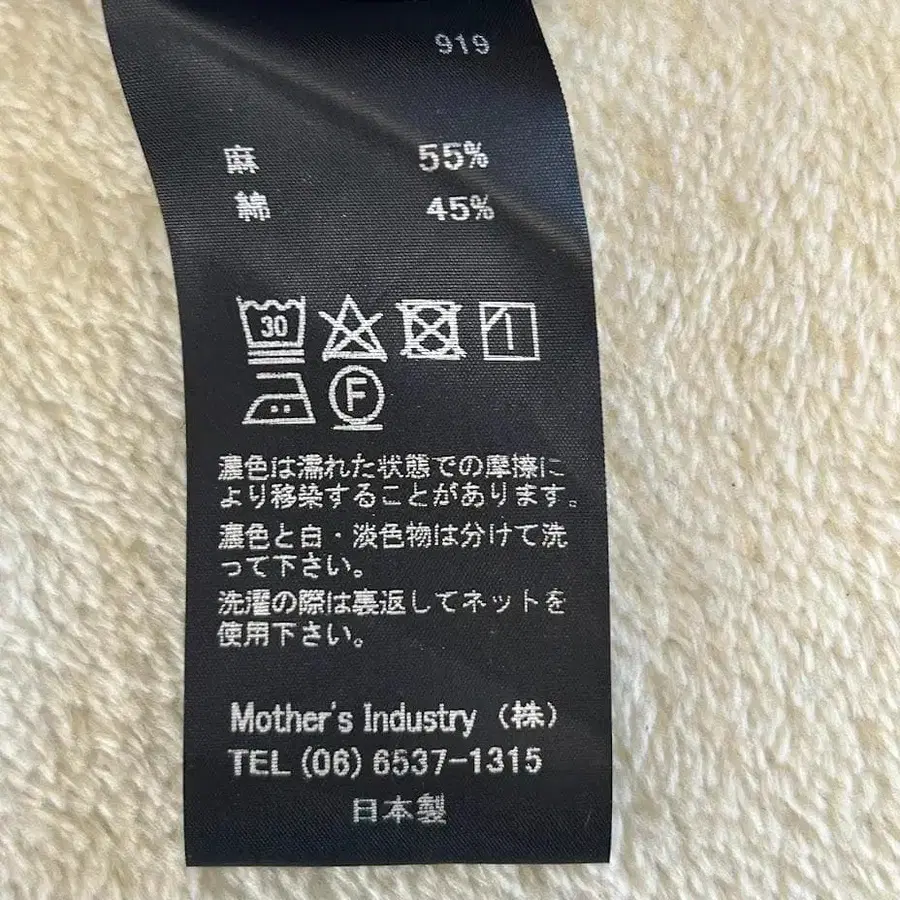 919
麻 55%
綿 45%
30
F
濃色は濡れた状態での摩擦に
より移染することがあります。
濃色と白・淡色物は分けて洗
って下さい。
洗濯の際は裏返してネットを
使用下さい。
Mother's Industry (株)
TEL (06) 6537-1315
日本製